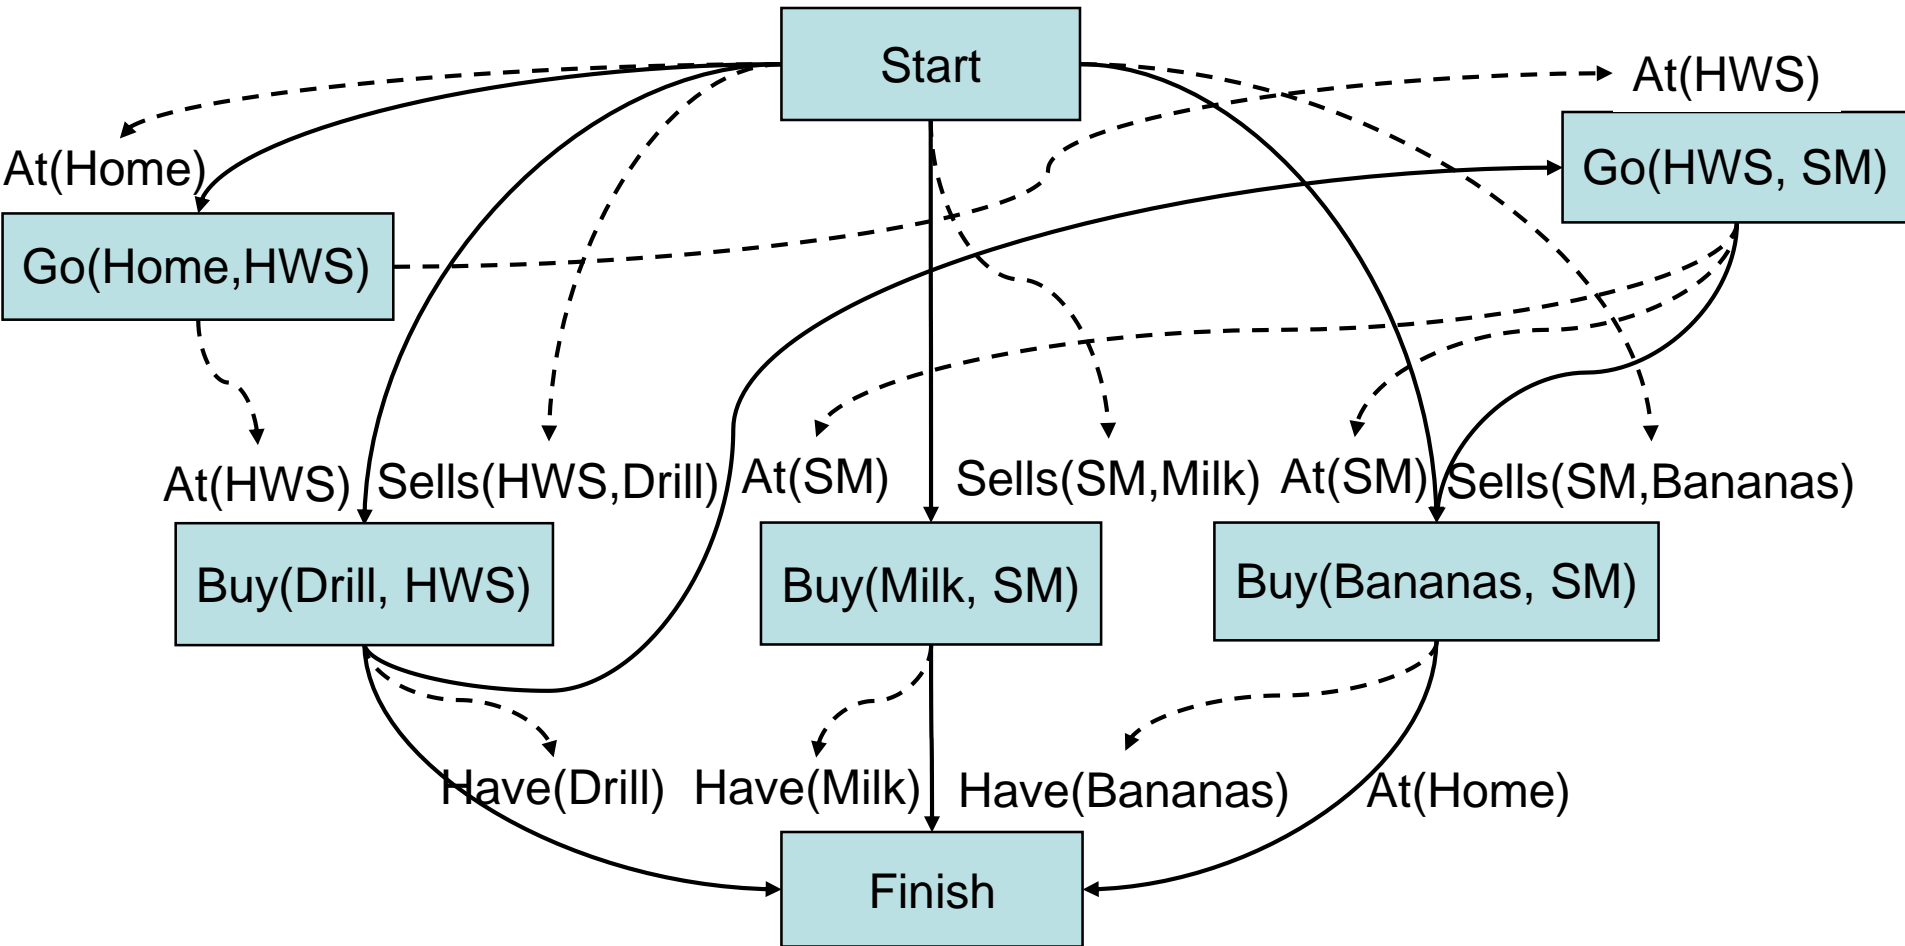 Start
At(HWS)
At(Home)
Go(HWS, SM)
Go(Home,HWS)
At(HWS)
Sells(HWS,Drill)
At(SM)
Sells(SM,Milk)
At(SM)
Sells(SM,Bananas)
Buy(Drill, HWS)
Buy(Milk, SM)
Buy(Bananas, SM)
Have(Drill)
Have(Milk)
Have(Bananas)
At(Home)
Finish